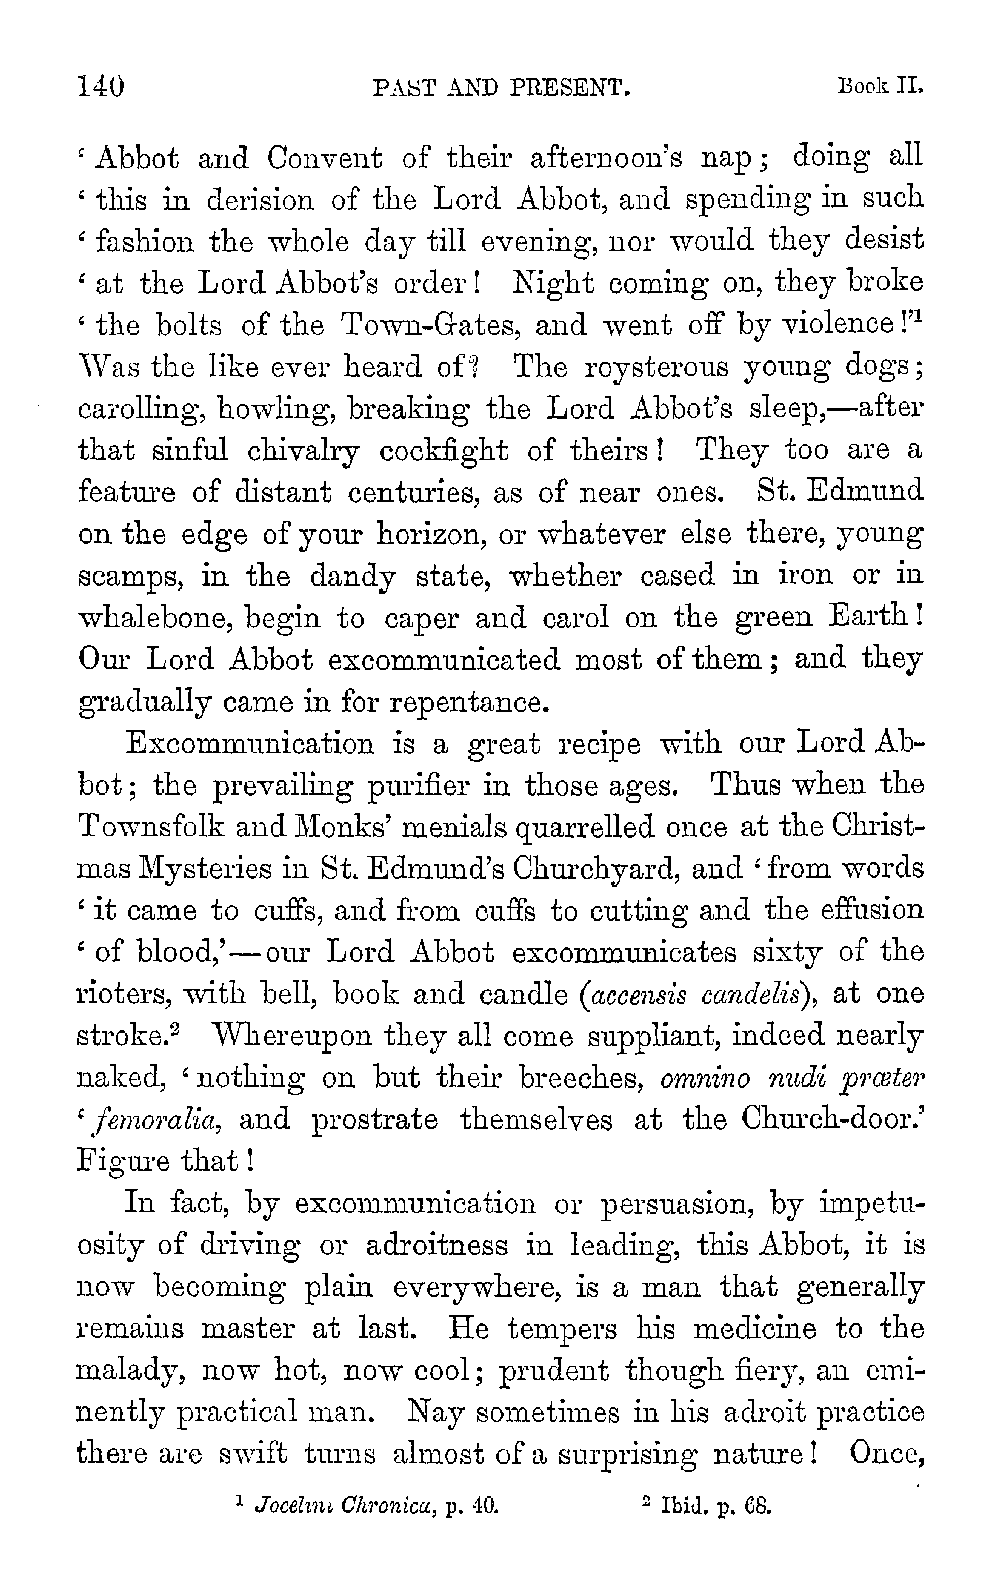 140 PAST AND PRESENT. Book II.
‘ Abbot and Convent of their afternoon’s nap; doing all
‘ this in derision of the Lord Abbot, and spending in such
‘ fashion the whole day till evening, nor would they desist
‘ at the Lord Abbot’s order! Night coming on, they broke
‘ the bolts of the Town-Gates, and went off by violence!’¹
Was the like ever heard of? The roysterous young dogs;
carolling, howling, breaking the Lord Abbot’s sleep,—after
that sinful chivalry cockfight of theirs! They too are a
feature of distant centuries, as of near ones. St. Edmund
on the edge of your horizon, or whatever else there, young
scamps, in the dandy state, whether cased in iron or in
whalebone, begin to caper and carol on the green Earth!
Our Lord Abbot excommunicated most of them; and they
gradually came in for repentance.
Excommunication is a great recipe with our Lord Ab-
bot; the prevailing purifier in those ages. Thus when the
Townsfolk and Monks’ menials quarrelled once at the Christ-
mas Mysteries in St. Edmund’s Churchyard, and ‘ from words
‘ it came to cuffs, and from cuffs to cutting and the effusion
‘ of blood,’—our Lord Abbot excommunicates sixty of the
rioters, with bell, book and candle (accensis candelis), at one
stroke.² Whereupon they all come suppliant, indeed nearly
naked, ‘ nothing on but their breeches, omnino nudi præter
‘ femoralia, and prostrate themselves at the Church-door.’
Figure that!
In fact, by excommunication or persuasion, by impetu-
osity of driving or adroitness in leading, this Abbot, it is
now becoming plain everywhere, is a man that generally
remains master at last. He tempers his medicine to the
malady, now hot, now cool; prudent though fiery, an emi-
nently practical man. Nay sometimes in his adroit practice
there are swift turns almost of a surprising nature! Once,
¹ Jocelini Chronica, p. 40. ² Ibid. p. 68.